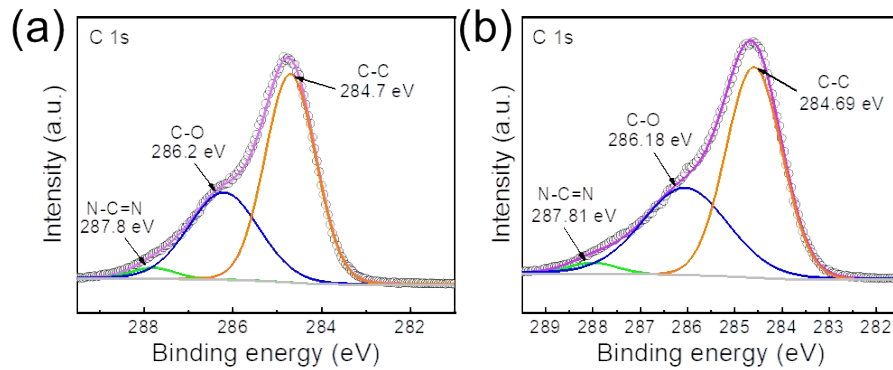 (a)
C 1s
C-C
284.7 eV
C-O
286.2 eV
N-C=N
287.8 eV
Intensity (a.u.)
288 286 284 282
Binding energy (eV)
(b)
C 1s
C-C
284.69 eV
C-O
286.18 eV
N-C=N
287.81 eV
Intensity (a.u.)
289 288 287 286 285 284 283 282
Binding energy (eV)